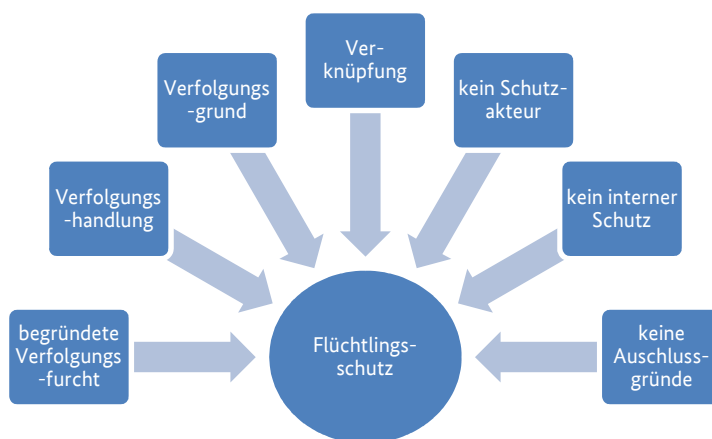 begründete
Verfolgungs
-furcht
Verfolgungs
-handlung
Verfolgungs
-grund
Ver-
knüpfung
kein Schutz-
akteur
kein interner
Schutz
keine
Auschluss-
gründe
Flüchtlings-
schutz